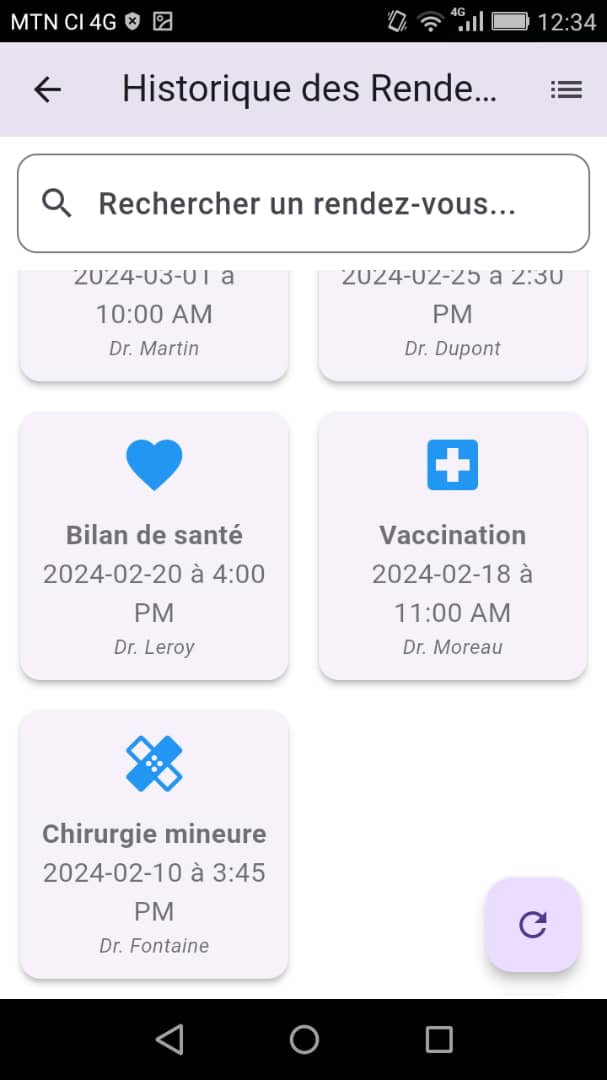 MTN CI 4G
4G
12:34
Historique des Rende...
Rechercher un rendez-vous...
2024-03-01 à
10:00 AM
Dr. Martin
2024-02-25 à 2:30
PM
Dr. Dupont
Bilan de santé
2024-02-20 à 4:00
PM
Dr. Leroy
Vaccination
2024-02-18 à
11:00 AM
Dr. Moreau
Chirurgie mineure
2024-02-10 à 3:45
PM
Dr. Fontaine